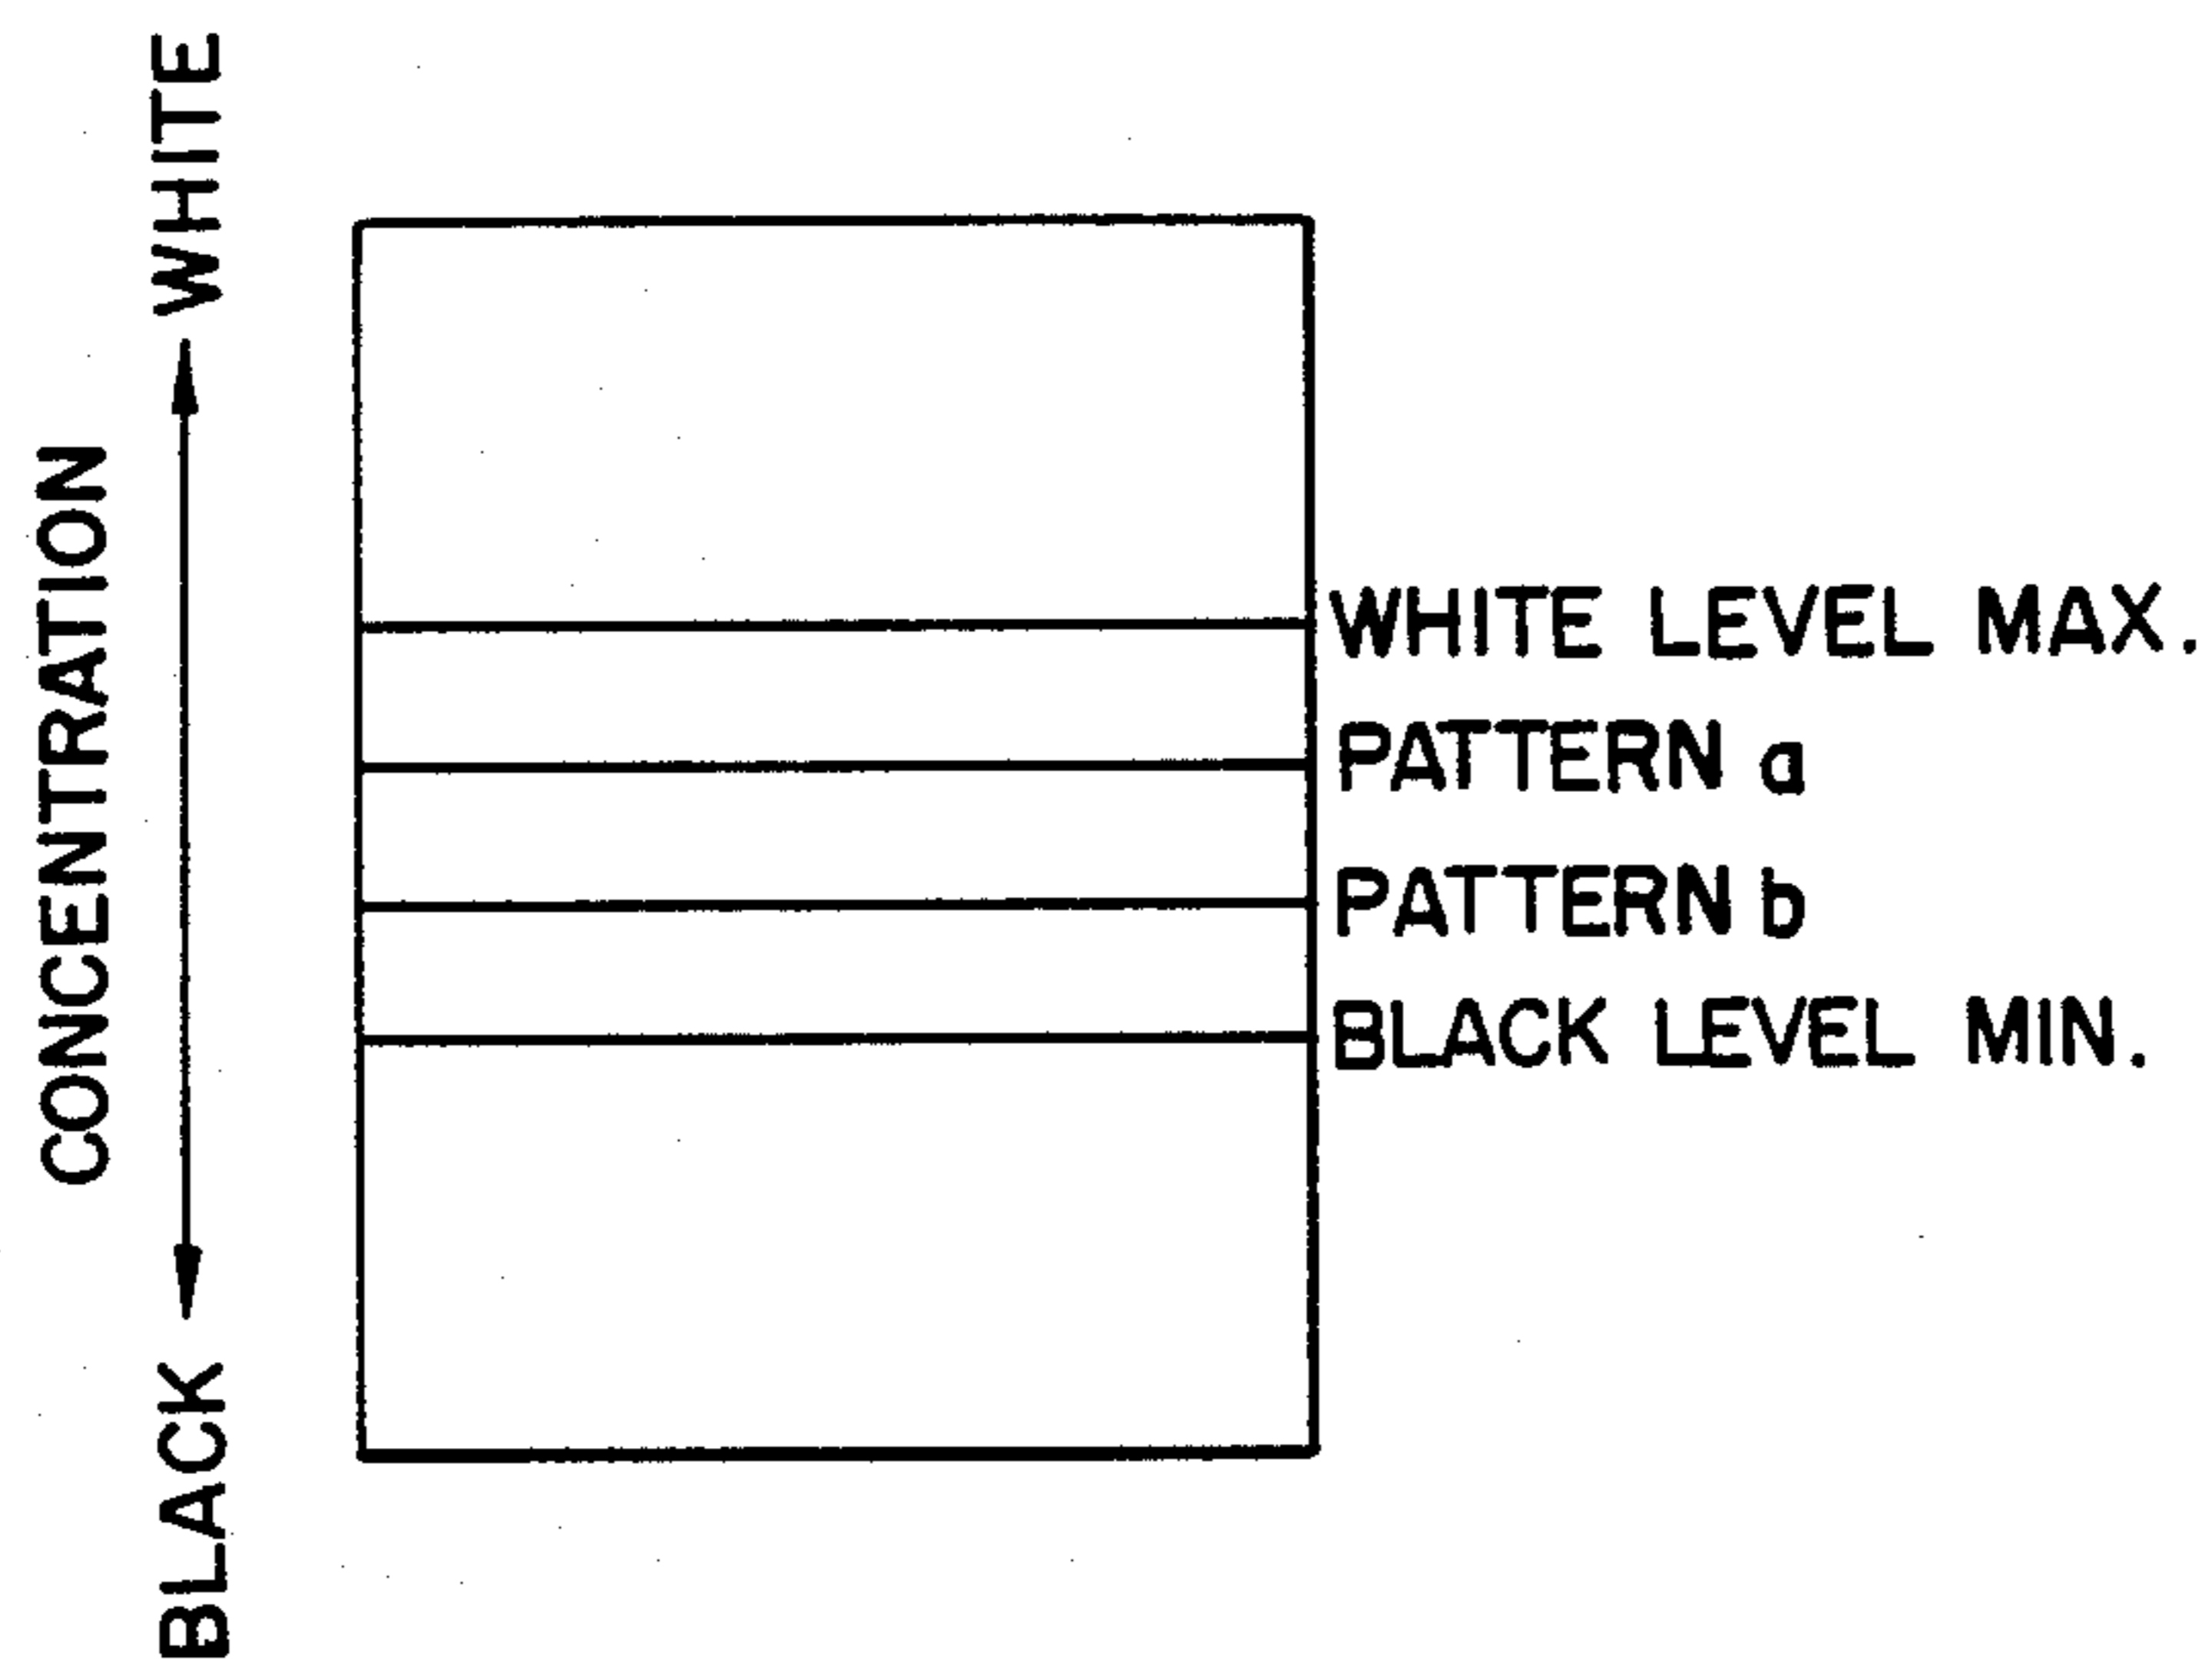 CONCENTRATION
BLACK
WHITE
WHITE LEVEL MAX.
PATTERN a
PATTERN b
BLACK LEVEL MIN.